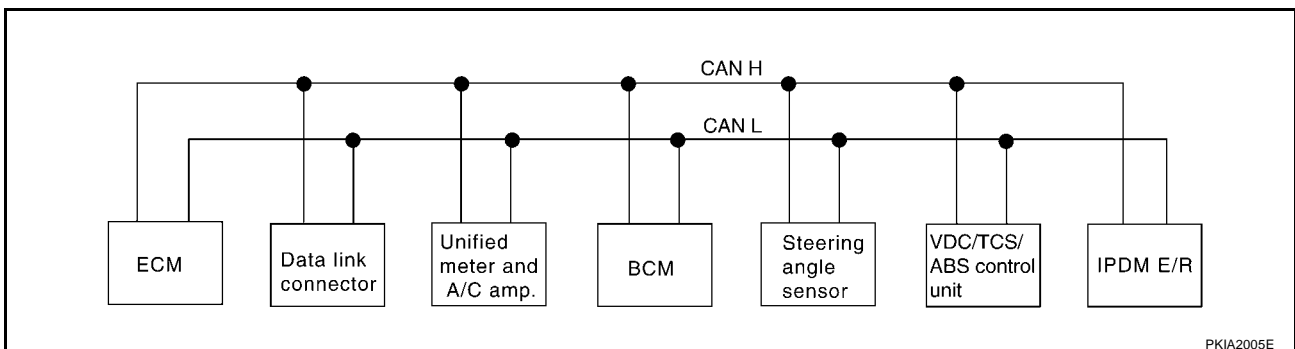 CAN H
CAN L
ECM
Data link
connector
Unified
meter and
A/C amp.
BCM
Steering
angle
sensor
VDC/TCS/
ABS control
unit
IPDM E/R
PKIA2005E